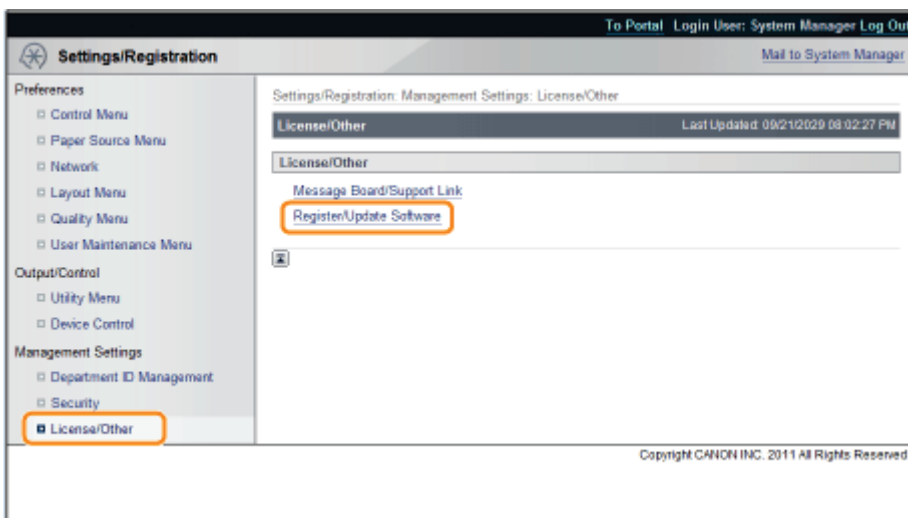 To Portal Login User: System Manager Log Out
Settings/Registration
Mail to System Manager
Preferences
Control Menu
Paper Source Menu
Network
Layout Menu
Quality Menu
User Maintenance Menu
Output/Control
Utility Menu
Device Control
Management Settings
Department ID Management
Security
License/Other
Settings/Registration: Management Settings: License/Other
License/Other Last Updated: 09/21/2029 08:02:27 PM
License/Other
Message Board/Support Link
Register/Update Software
Copyright CANON INC. 2011 All Rights Reserved